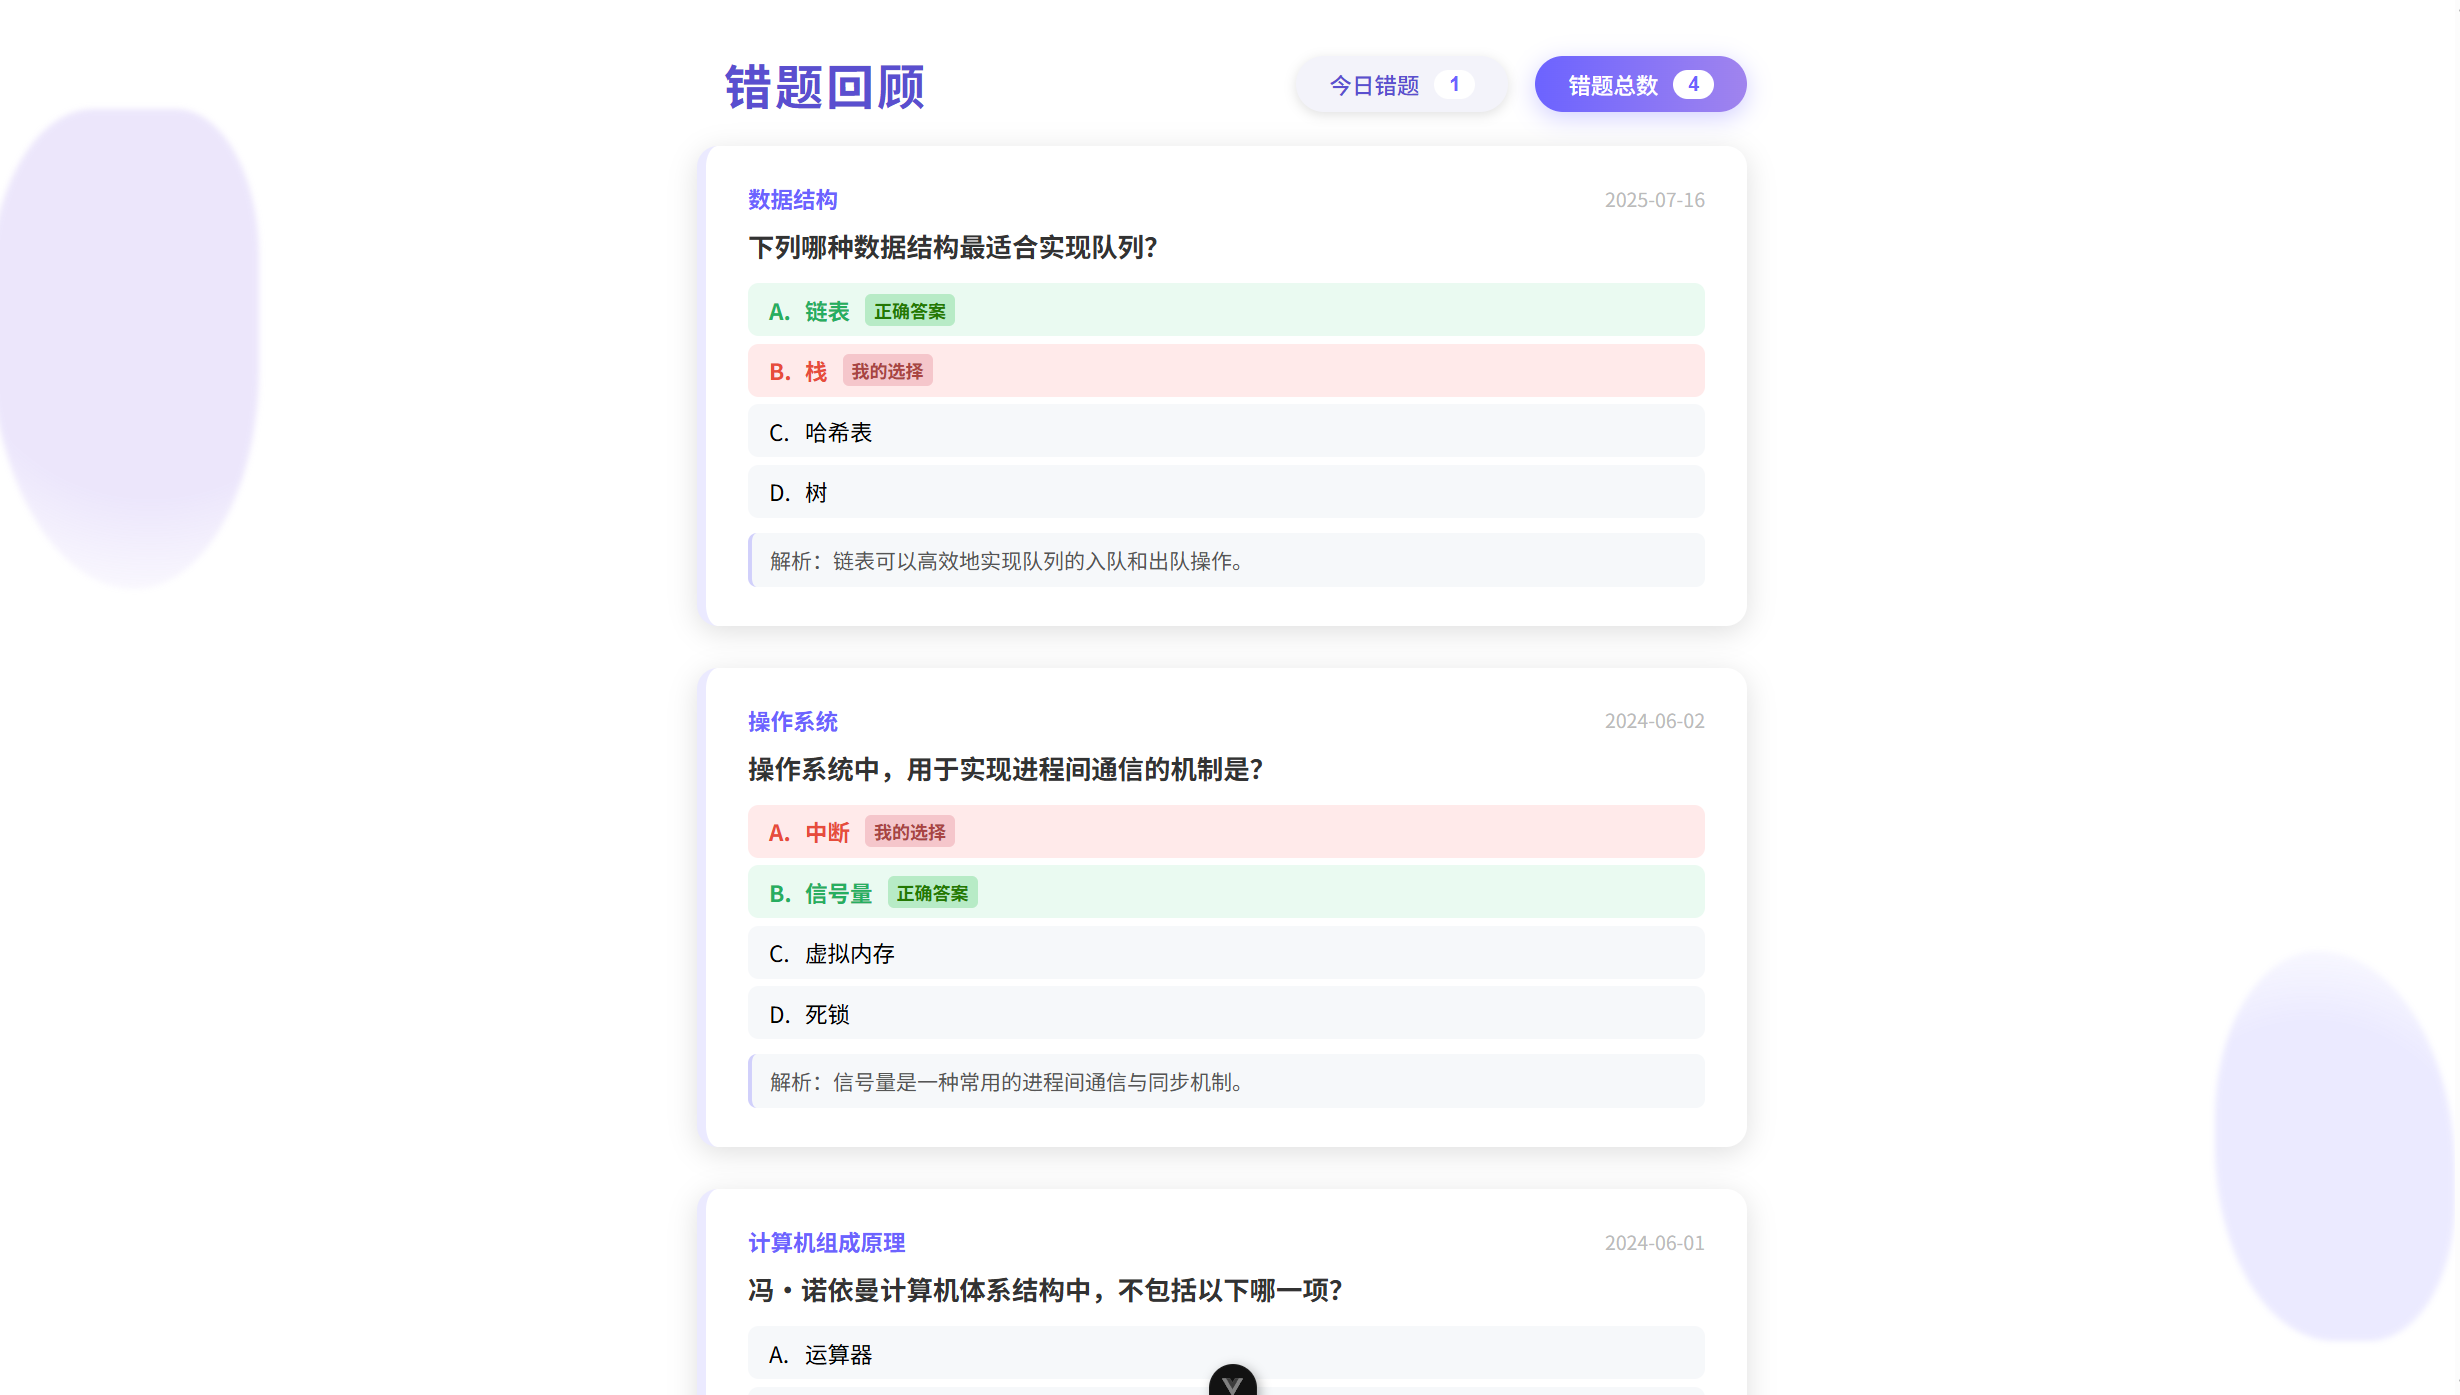 错题回顾
今日错题 1
错题总数 4
数据结构
2025-07-16
下列哪种数据结构最适合实现队列？
A. 链表 正确答案
B. 栈 我的选择
C. 哈希表
D. 树
解析：链表可以高效地实现队列的入队和出队操作。
操作系统
2024-06-02
操作系统中，用于实现进程间通信的机制是？
A. 中断 我的选择
B. 信号量 正确答案
C. 虚拟内存
D. 死锁
解析：信号量是一种常用的进程间通信与同步机制。
计算机组成原理
2024-06-01
冯·诺依曼计算机体系结构中，不包括以下哪一项？
A. 运算器